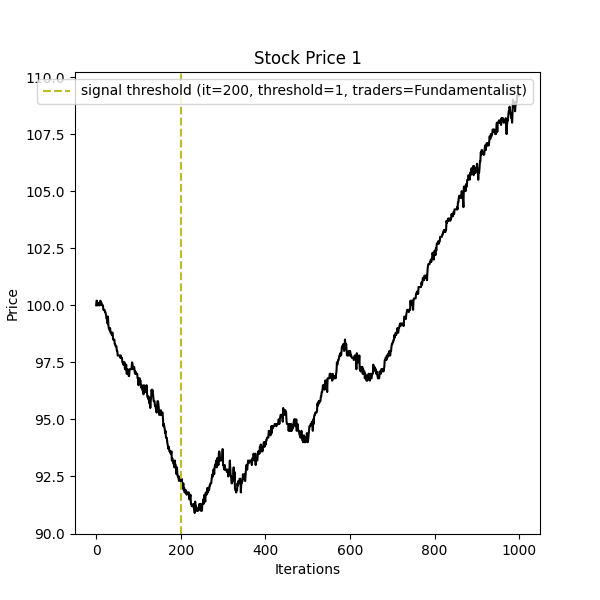 Stock Price 1
110.0
signal threshold (it=200, threshold=1, traders=Fundamentalist)
107.5
105.0
102.5
100.0
Price
97.5
95.0
92.5
90.0
0 200 400 600 800 1000
Iterations